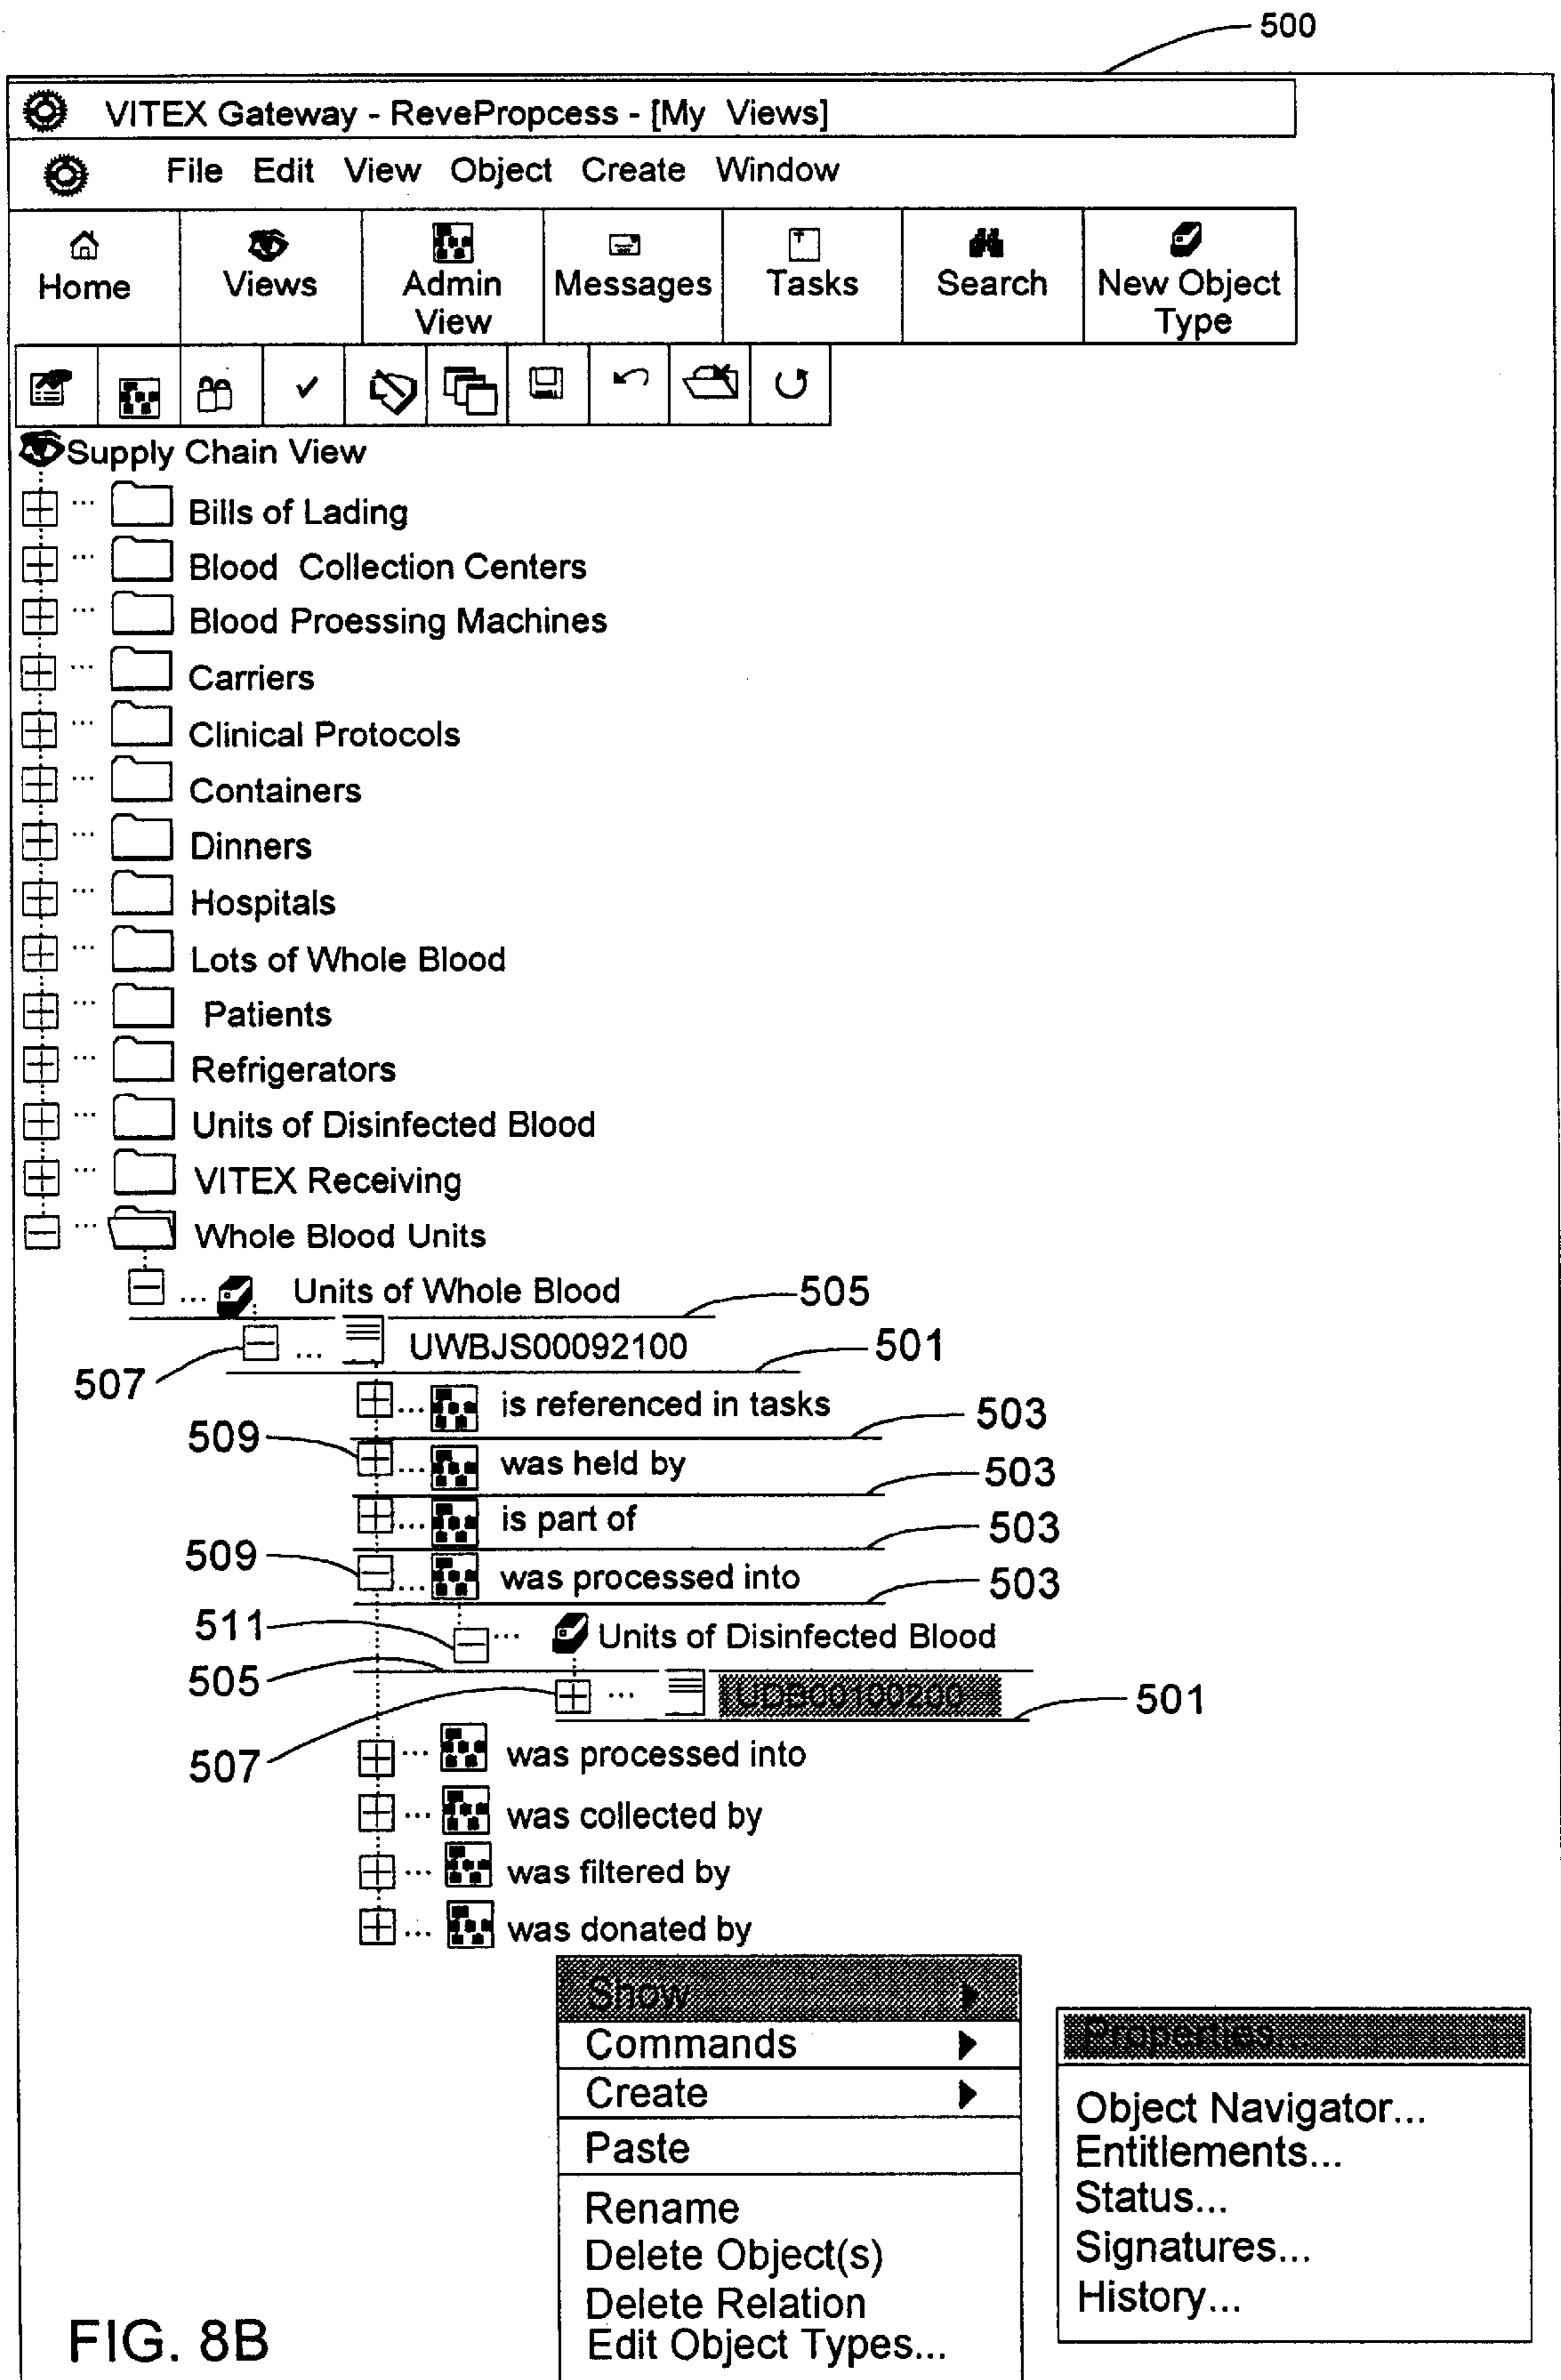 500
VITEX Gateway - RevePropcess - [My Views]
File Edit View Object Create Window
Home Views Admin View Messages Tasks Search New Object Type
Supply Chain View
Bills of Lading
Blood Collection Centers
Blood Proessing Machines
Carriers
Clinical Protocols
Containers
Dinners
Hospitals
Lots of Whole Blood
Patients
Refrigerators
Units of Disinfected Blood
VITEX Receiving
Whole Blood Units
Units of Whole Blood 505
UWBJS00092100 501
507
is referenced in tasks 503
509
was held by 503
is part of 503
509
was processed into 503
511
Units of Disinfected Blood
505
UDB00100200 501
507
was processed into
was collected by
was filtered by
was donated by
Show
Commands
Create
Paste
Rename
Delete Object(s)
Delete Relation
Edit Object Types...
Properties...
Object Navigator...
Entitlements...
Status...
Signatures...
History...
FIG. 8B